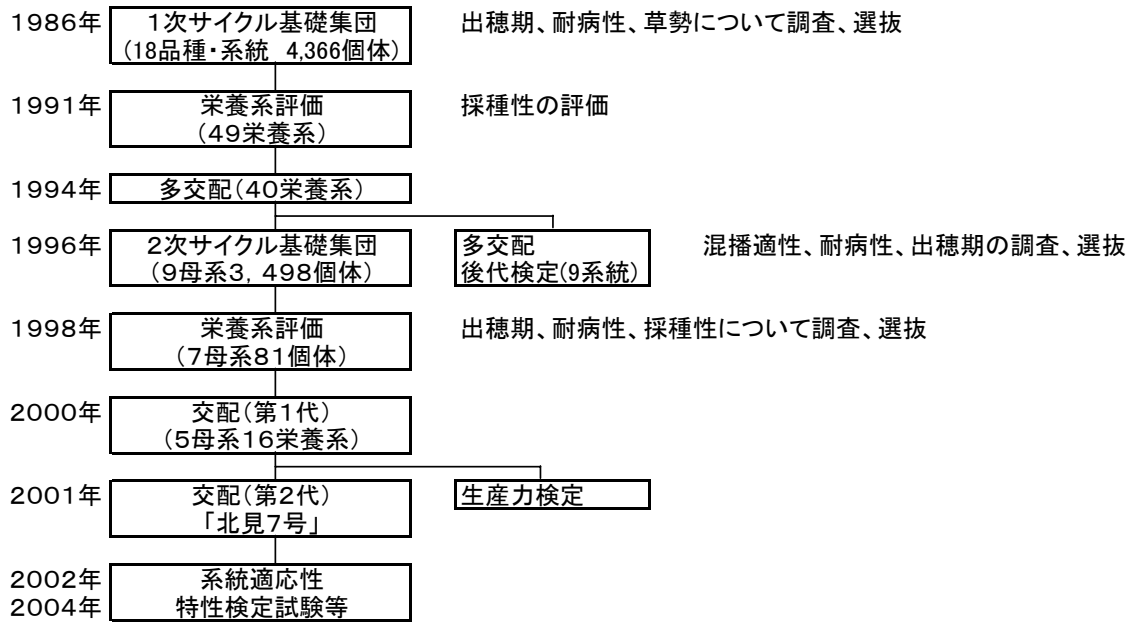 1986年 1次サイクル基礎集団 出穂期、耐病性、草勢について調査、選抜
(18品種・系統 4,366個体)
1991年 栄養系評価 採種性の評価
(49栄養系)
1994年 多交配(40栄養系)
1996年 2次サイクル基礎集団 多交配 混播適性、耐病性、出穂期の調査、選抜
(9母系3,498個体) 後代検定(9系統)
1998年 栄養系評価 出穂期、耐病性、採種性について調査、選抜
(7母系81個体)
2000年 交配(第1代)
(5母系16栄養系)
2001年 交配(第2代) 生産力検定
「北見7号」
2002年 系統適応性
2004年 特性検定試験等